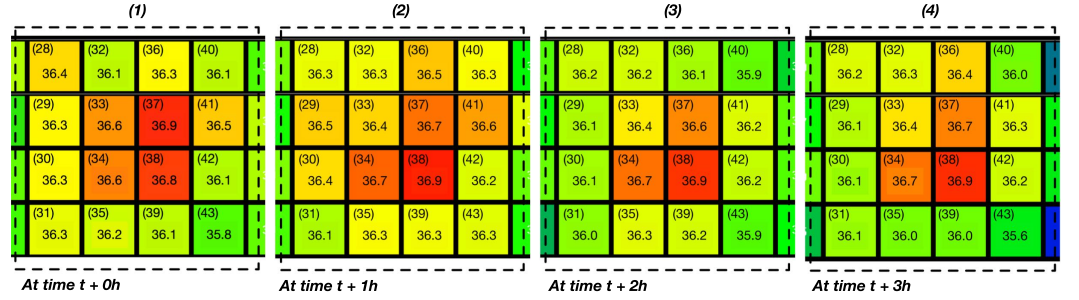 (1) (2) (3) (4)
(28) (32) (36) (40) (28) (32) (36) (40) (28) (32) (36) (40) (28) (32) (36) (40)
36.4 36.1 36.3 36.1 36.3 36.3 36.5 36.3 36.2 36.2 36.1 35.9 36.2 36.3 36.4 36.0
(29) (33) (37) (41) (29) (33) (37) (41) (29) (33) (37) (41) (29) (33) (37) (41)
36.3 36.6 36.9 36.5 36.5 36.4 36.7 36.6 36.1 36.4 36.6 36.2 36.1 36.4 36.7 36.3
(30) (34) (38) (42) (30) (34) (38) (42) (30) (34) (38) (42) (30) (34) (38) (42)
36.3 36.6 36.8 36.1 36.4 36.7 36.9 36.2 36.1 36.7 36.9 36.2 36.1 36.7 36.9 36.2
(31) (35) (39) (43) (31) (35) (39) (43) (31) (35) (39) (43) (31) (35) (39) (43)
36.3 36.2 36.1 35.8 36.1 36.3 36.3 36.3 36.0 36.3 36.2 35.9 36.1 36.0 36.0 35.6
At time t + 0h At time t + 1h At time t + 2h At time t + 3h